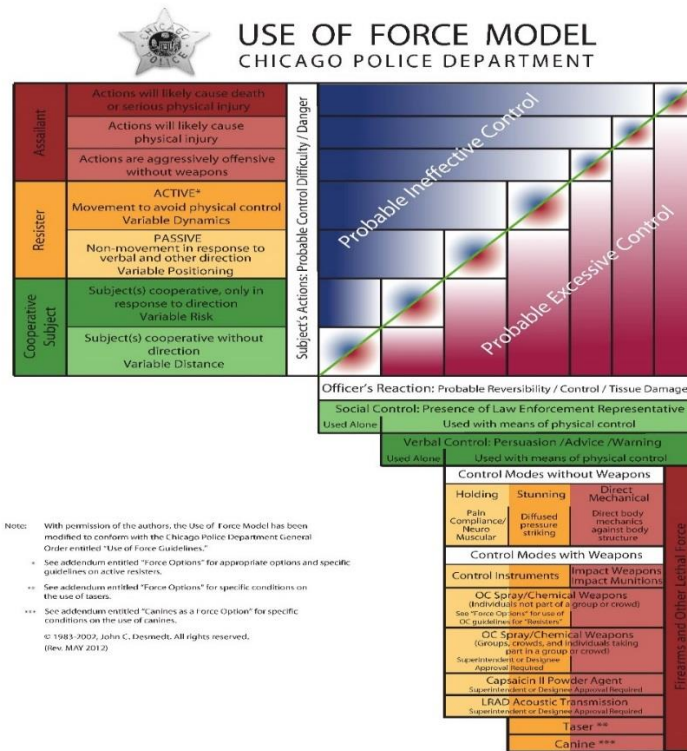 CHICAGO
POLICE
USE OF FORCE MODEL
CHICAGO POLICE DEPARTMENT
Assailant
Actions will likely cause death
or serious physical injury
Actions will likely cause
physical injury
Actions are aggressively offensive
without weapons
Resister
ACTIVE*
Movement to avoid physical control
Variable Dynamics
PASSIVE
Non-movement in response to
verbal and other direction
Variable Positioning
Cooperative
Subject
Subject(s) cooperative, only in
response to direction
Variable Risk
Subject(s) cooperative without
direction
Variable Distance
Subject's Actions: Probable Control Difficulty / Danger
Probable Ineffective Control
Probable Excessive Control
Officer's Reaction: Probable Reversibility / Control / Tissue Damage
Social Control: Presence of Law Enforcement Representative
Used Alone Used with means of physical control
Verbal Control: Persuasion /Advice /Warning
Used Alone Used with means of physical control
Control Modes without Weapons
Holding
Pain
Compliance/
Neuro
Muscular
Stunning
Diffused
pressure
striking
Direct
Mechanical
Direct body
mechanics
against body
structure
Control Modes with Weapons
Control Instruments
Impact Weapons
Impact Munitions
OC Spray/Chemical Weapons
(Individuals not part of a group or crowd)
See "Force Options" for use of
OC guidelines for "Resisters"
OC Spray/Chemical Weapons
(Groups, crowds, and individuals taking
part in a group or crowd)
Superintendent or Designee
Approval Required
Capsaicin II Powder Agent
Superintendent or Designee Approval Required
LRAD Acoustic Transmission
Superintendent or Designee Approval Required
Taser **
Canine ***
Firearms and Other Lethal Force
Note: With permission of the authors, the Use of Force Model has been
modified to conform with the Chicago Police Department General
Order entitled "Use of Force Guidelines."
* See addendum entitled "Force Options" for appropriate options and specific
guidelines on active resisters.
** See addendum entitled "Force Options" for specific conditions on
the use of tasers.
*** See addendum entitled "Canines as a Force Option" for specific
conditions on the use of canines.
© 1983-2002, John C. Desmedt. All rights reserved.
(Rev. MAY 2012)